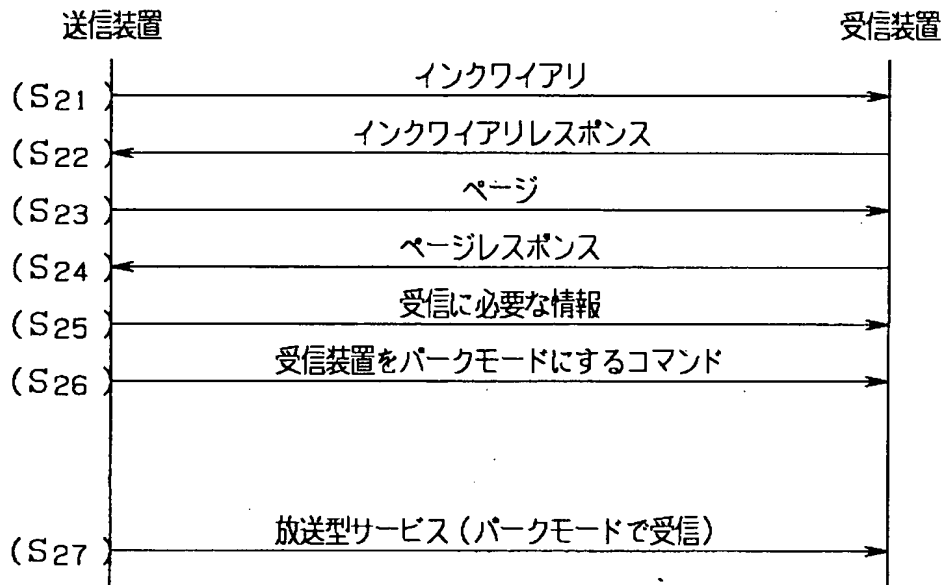 送信装置 受信装置
(S21) インクワイアリ
(S22) インクワイアリレスポンス
(S23) ページ
(S24) ページレスポンス
(S25) 受信に必要な情報
(S26) 受信装置をパークモードにするコマンド
(S27) 放送型サービス(パークモードで受信)